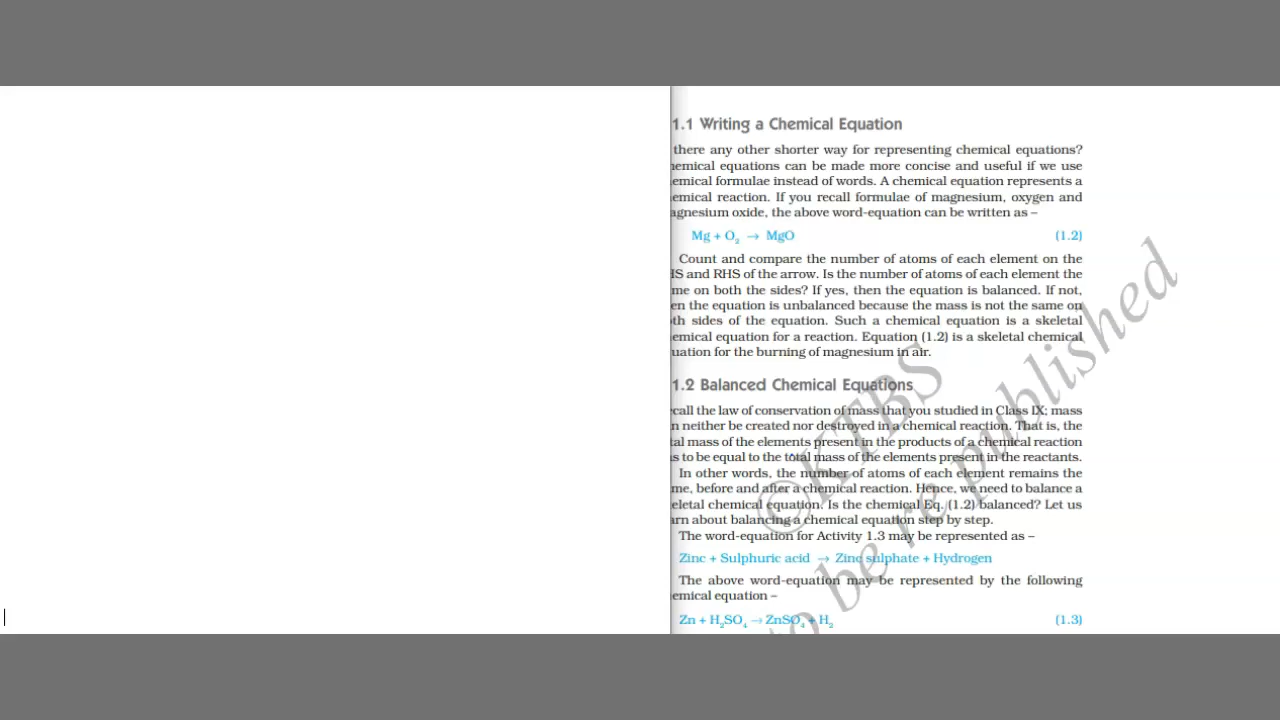 1.1 Writing a Chemical Equation
there any other shorter way for representing chemical equations?
hemical equations can be made more concise and useful if we use
emical formulae instead of words. A chemical equation represents a
emical reaction. If you recall formulae of magnesium, oxygen and
agnesium oxide, the above word-equation can be written as –
Mg + O₂ → MgO (1.2)
Count and compare the number of atoms of each element on the
IS and RHS of the arrow. Is the number of atoms of each element the
me on both the sides? If yes, then the equation is balanced. If not,
en the equation is unbalanced because the mass is not the same on
th sides of the equation. Such a chemical equation is a skeletal
emical equation for a reaction. Equation (1.2) is a skeletal chemical
uation for the burning of magnesium in air.
1.2 Balanced Chemical Equations
call the law of conservation of mass that you studied in Class IX; mass
n neither be created nor destroyed in a chemical reaction. That is, the
tal mass of the elements present in the products of a chemical reaction
s to be equal to the total mass of the elements present in the reactants.
In other words, the number of atoms of each element remains the
me, before and after a chemical reaction. Hence, we need to balance a
eletal chemical equation. Is the chemical Eq. (1.2) balanced? Let us
arn about balancing a chemical equation step by step.
The word-equation for Activity 1.3 may be represented as –
Zinc + Sulphuric acid → Zinc sulphate + Hydrogen
The above word-equation may be represented by the following
emical equation –
Zn + H₂SO₄ → ZnSO₄ + H₂ (1.3)
©KTBS
to be republished